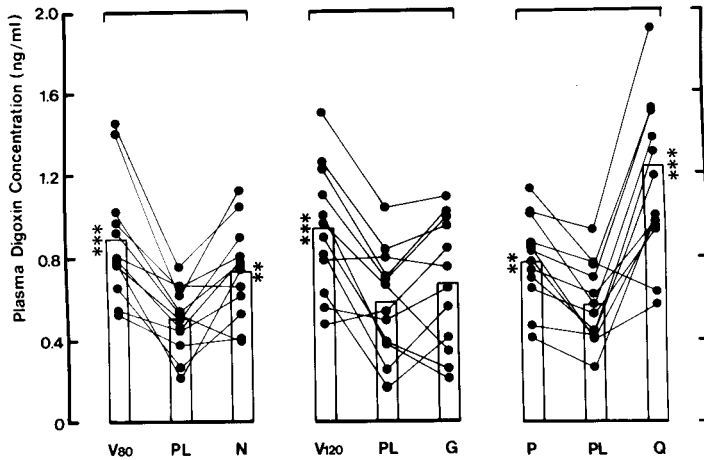 Plasma Digoxin Concentration (ng/ml)
2.0
1.6
1.2
0.8
0.4
0
***
**
***
**
***
V80 PL N
V120 PL G
P PL Q